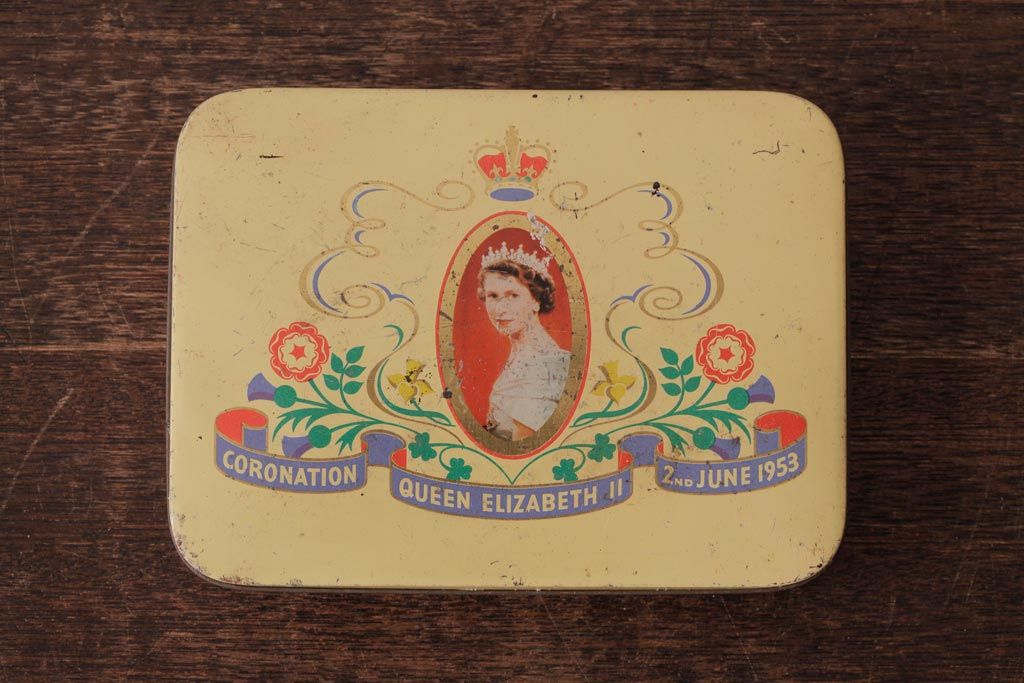 CORONATION
QUEEN ELIZABETH II
2ND JUNE 1953